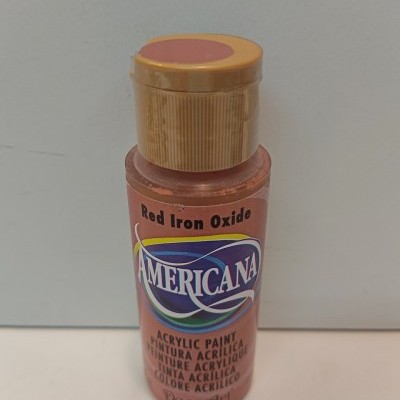 Red Iron Oxide
AMERICANA
ACRYLIC PAINT
PINTURA ACRÍLICA
PEINTURE ACRYLIQUE
TINTA ACRÍLICA
COLORE ACRILICO